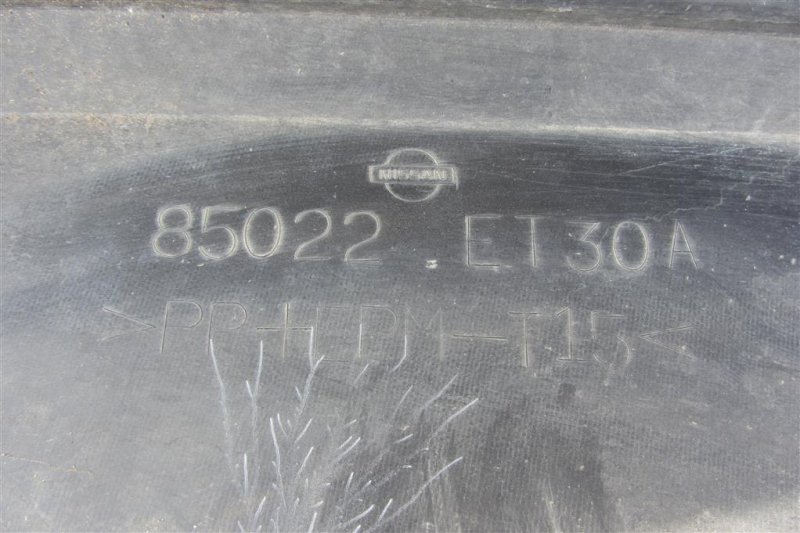 NISSAN
85022 ET30A
>PP+EPDM-T15<